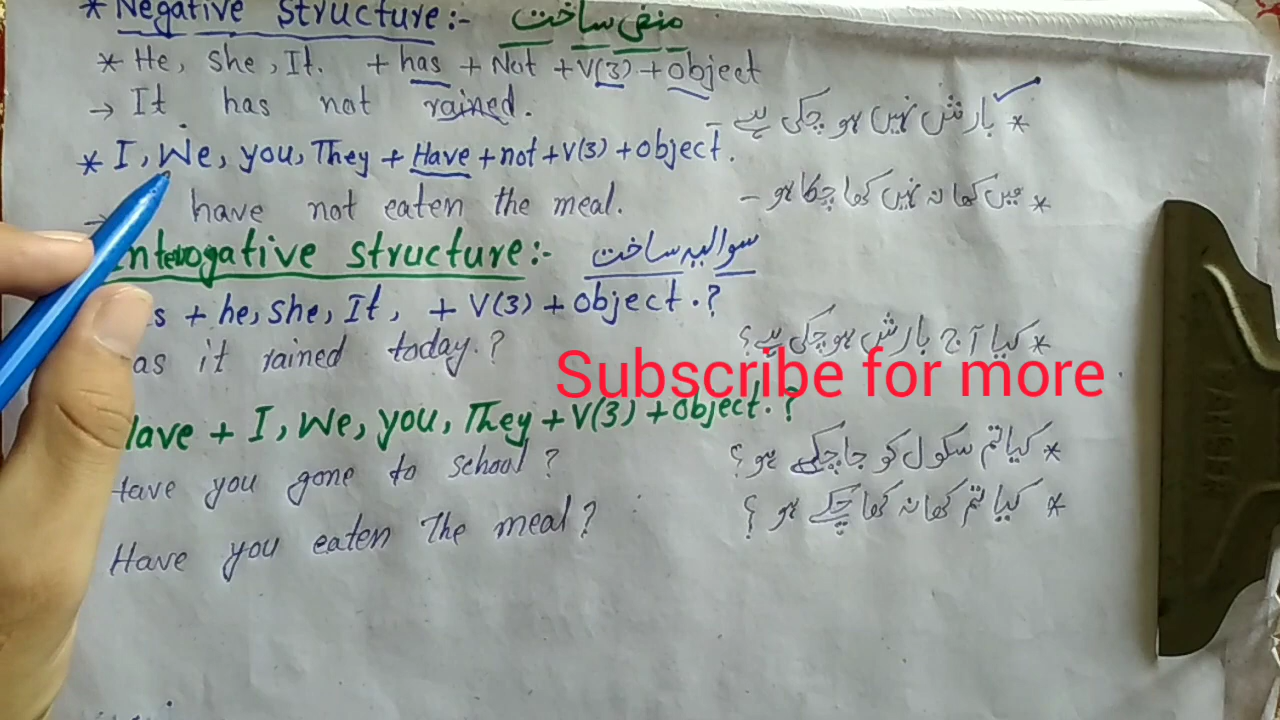 * Negative structure:- منفی ساخت
* He, She, It. + has + Not + V(3) + object
→ It has not rained. * بارش نہیں ہو چکی ہے -
* I, We, you, They + Have + not + V(3) + object.
→ have not eaten the meal. * میں کھانہ نہیں کھا چکا ہو -
Interrogative structure:- سوالیہ ساخت
s + he, she, It, + V(3) + object.?
as it rained today.? * کیا آج بارش ہو چکی ہے؟
Subscribe for more
Have + I, We, you, They + V(3) + object.?
Have you gone to school? * کیا تم سکول کو جا چکے ہو؟
Have you eaten The meal? * کیا تم کھانہ کھا چکے ہو؟